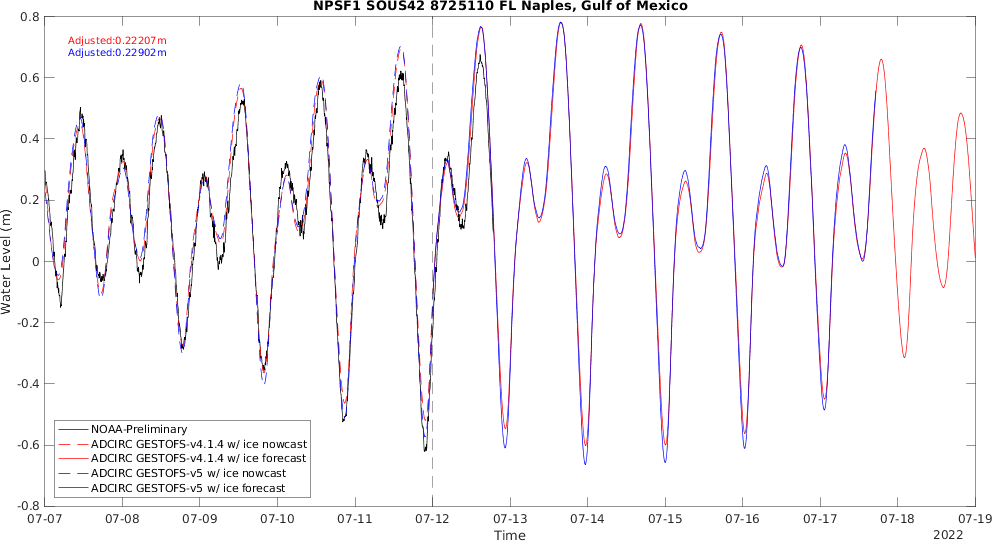 NPSF1 SOUS42 8725110 FL Naples, Gulf of Mexico
Adjusted:0.22207m
Adjusted:0.22902m
0.8
0.6
0.4
0.2
0
-0.2
-0.4
-0.6
-0.8
Water Level (m)
NOAA-Preliminary
ADCIRC GESTOFS-v4.1.4 w/ ice nowcast
ADCIRC GESTOFS-v4.1.4 w/ ice forecast
ADCIRC GESTOFS-v5 w/ ice nowcast
ADCIRC GESTOFS-v5 w/ ice forecast
07-07 07-08 07-09 07-10 07-11 07-12 07-13 07-14 07-15 07-16 07-17 07-18 07-19
Time
2022